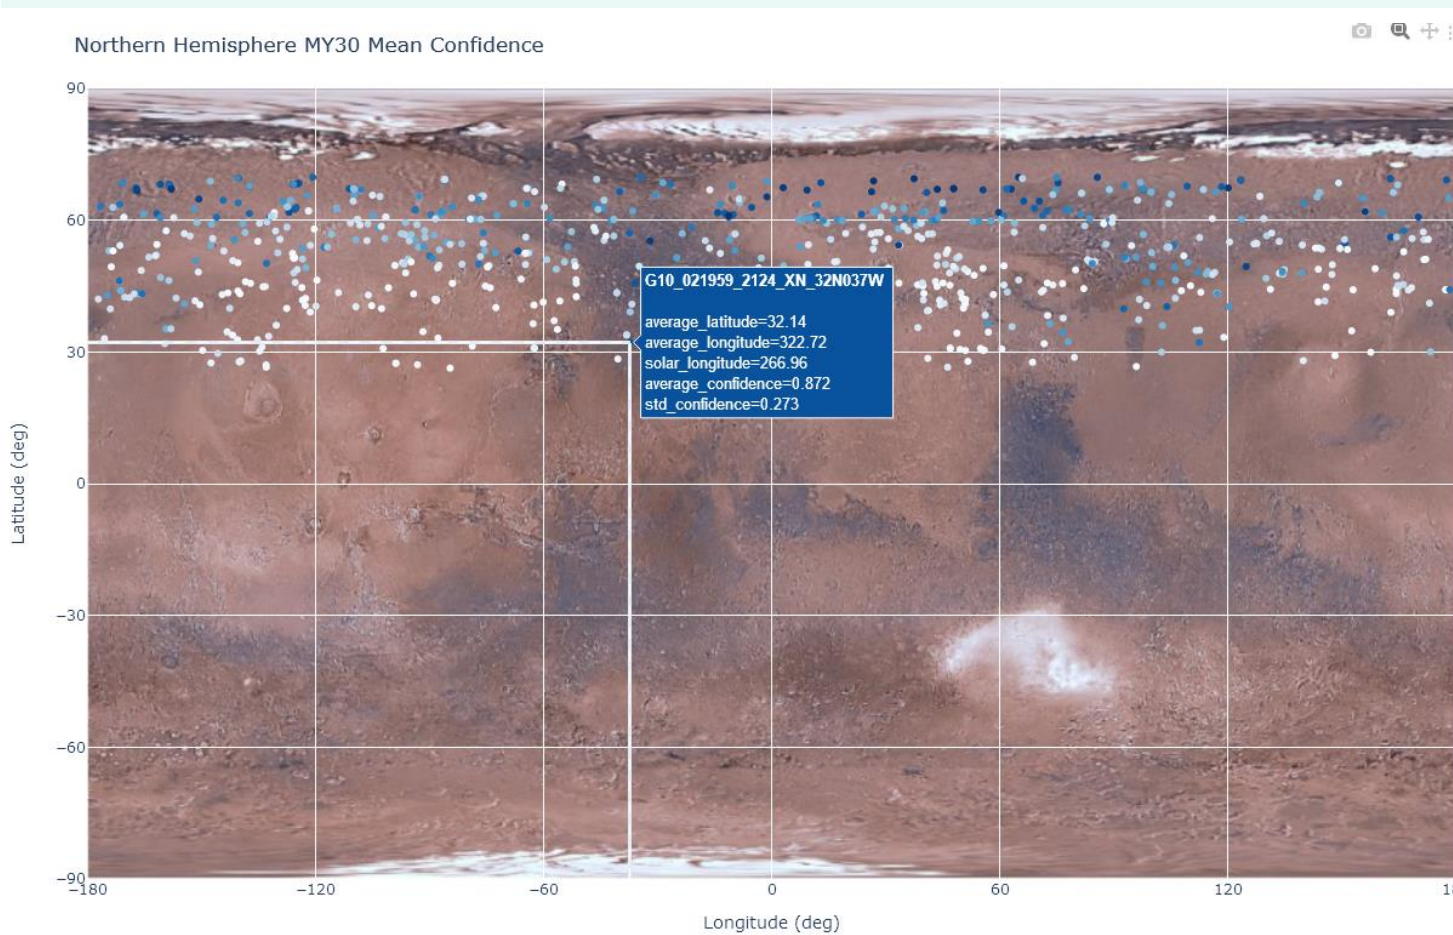 Northern Hemisphere MY30 Mean Confidence
90
60
30
0
−30
−60
−90
Latitude (deg)
G10_021959_2124_XN_32N037W
average_latitude=32.14
average_longitude=322.72
solar_longitude=266.96
average_confidence=0.872
std_confidence=0.273
−180
−120
−60
0
60
120
Longitude (deg)